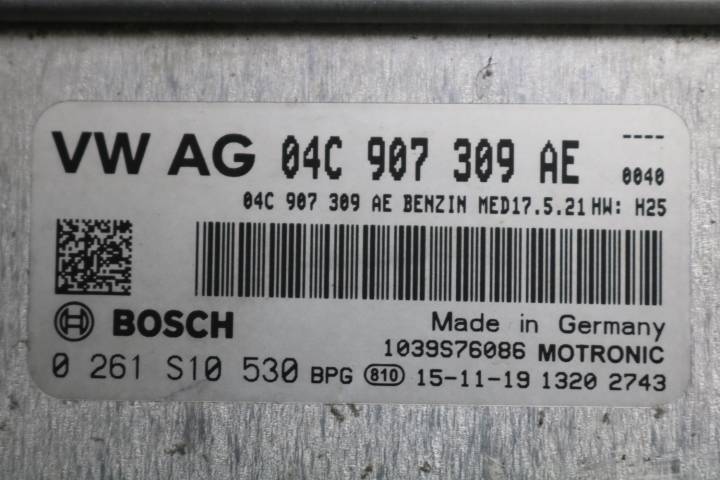 VW AG 04C 907 309 AE ----
0040
04C 907 309 AE BENZIN MED17.5.21 HW: H25
BOSCH Made in Germany
1039S76086 MOTRONIC
0 261 S10 530 BPG 810 15-11-19 1320 2743